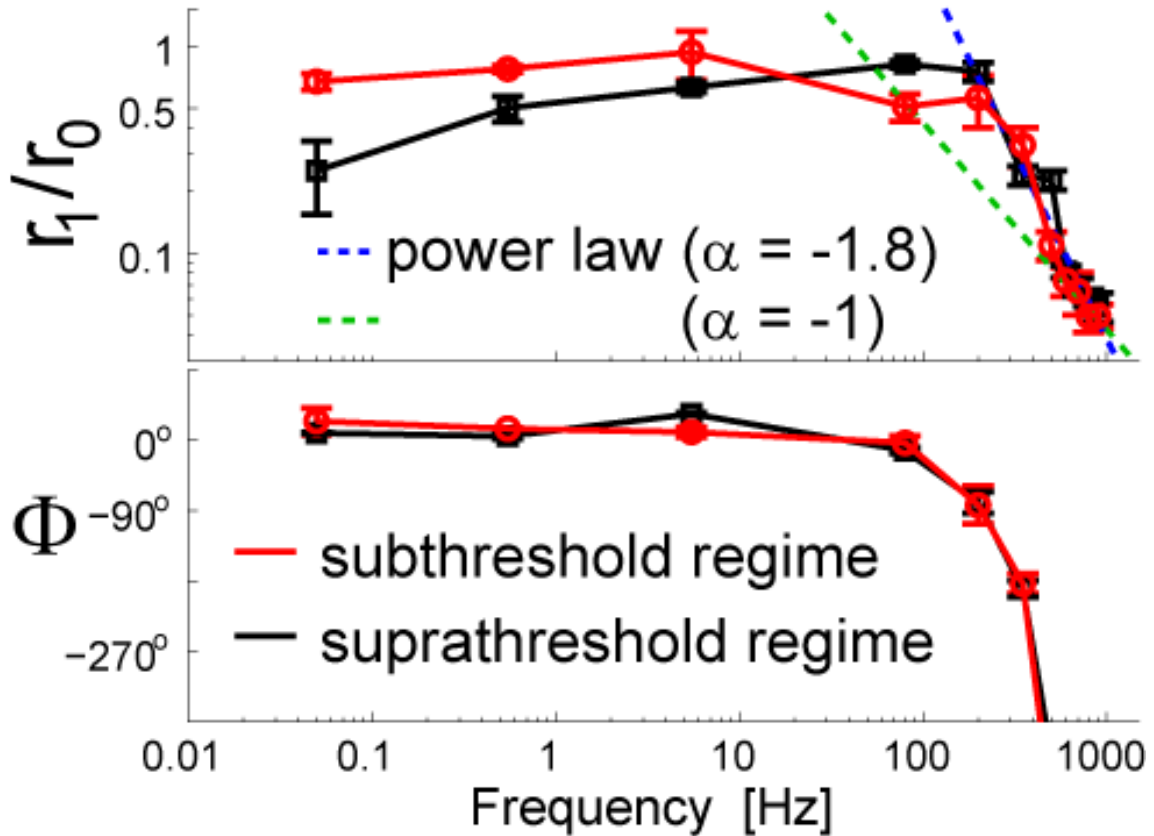 1
0.5
0.1
r1/r0
power law (α = -1.8)
(α = -1)
0°
−90°
−270°
Φ
subthreshold regime
suprathreshold regime
0.01 0.1 1 10 100 1000
Frequency [Hz]